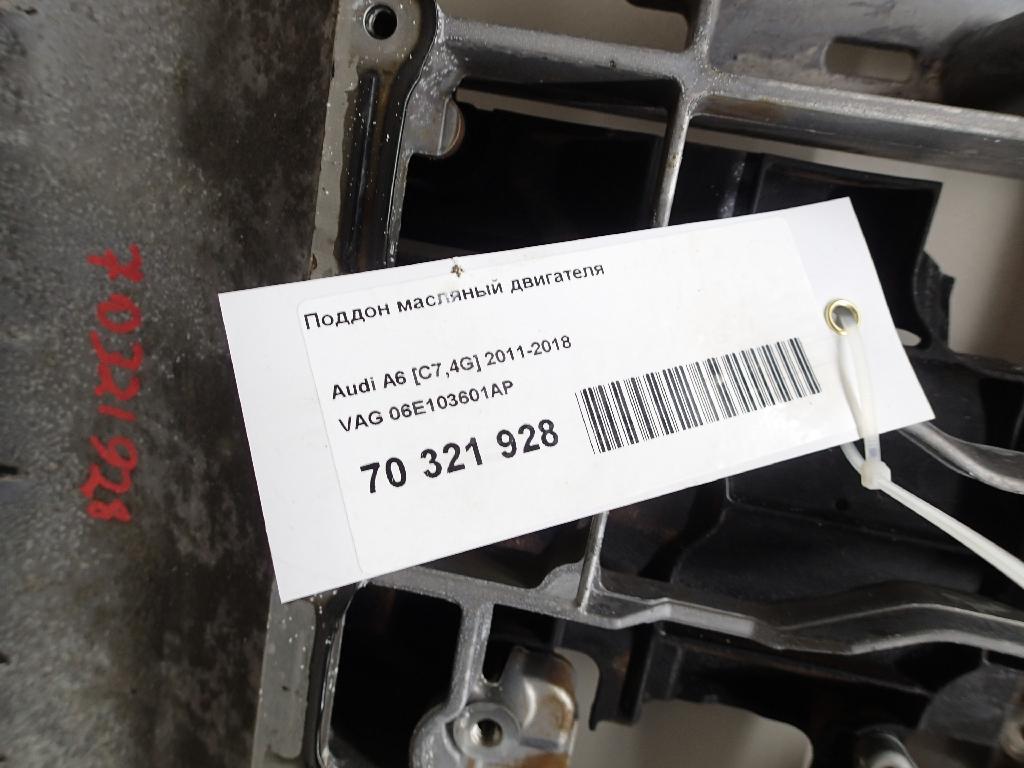 Поддон масляный двигателя
Audi A6 [C7,4G] 2011-2018
VAG 06E103601AP
70 321 928
70321928